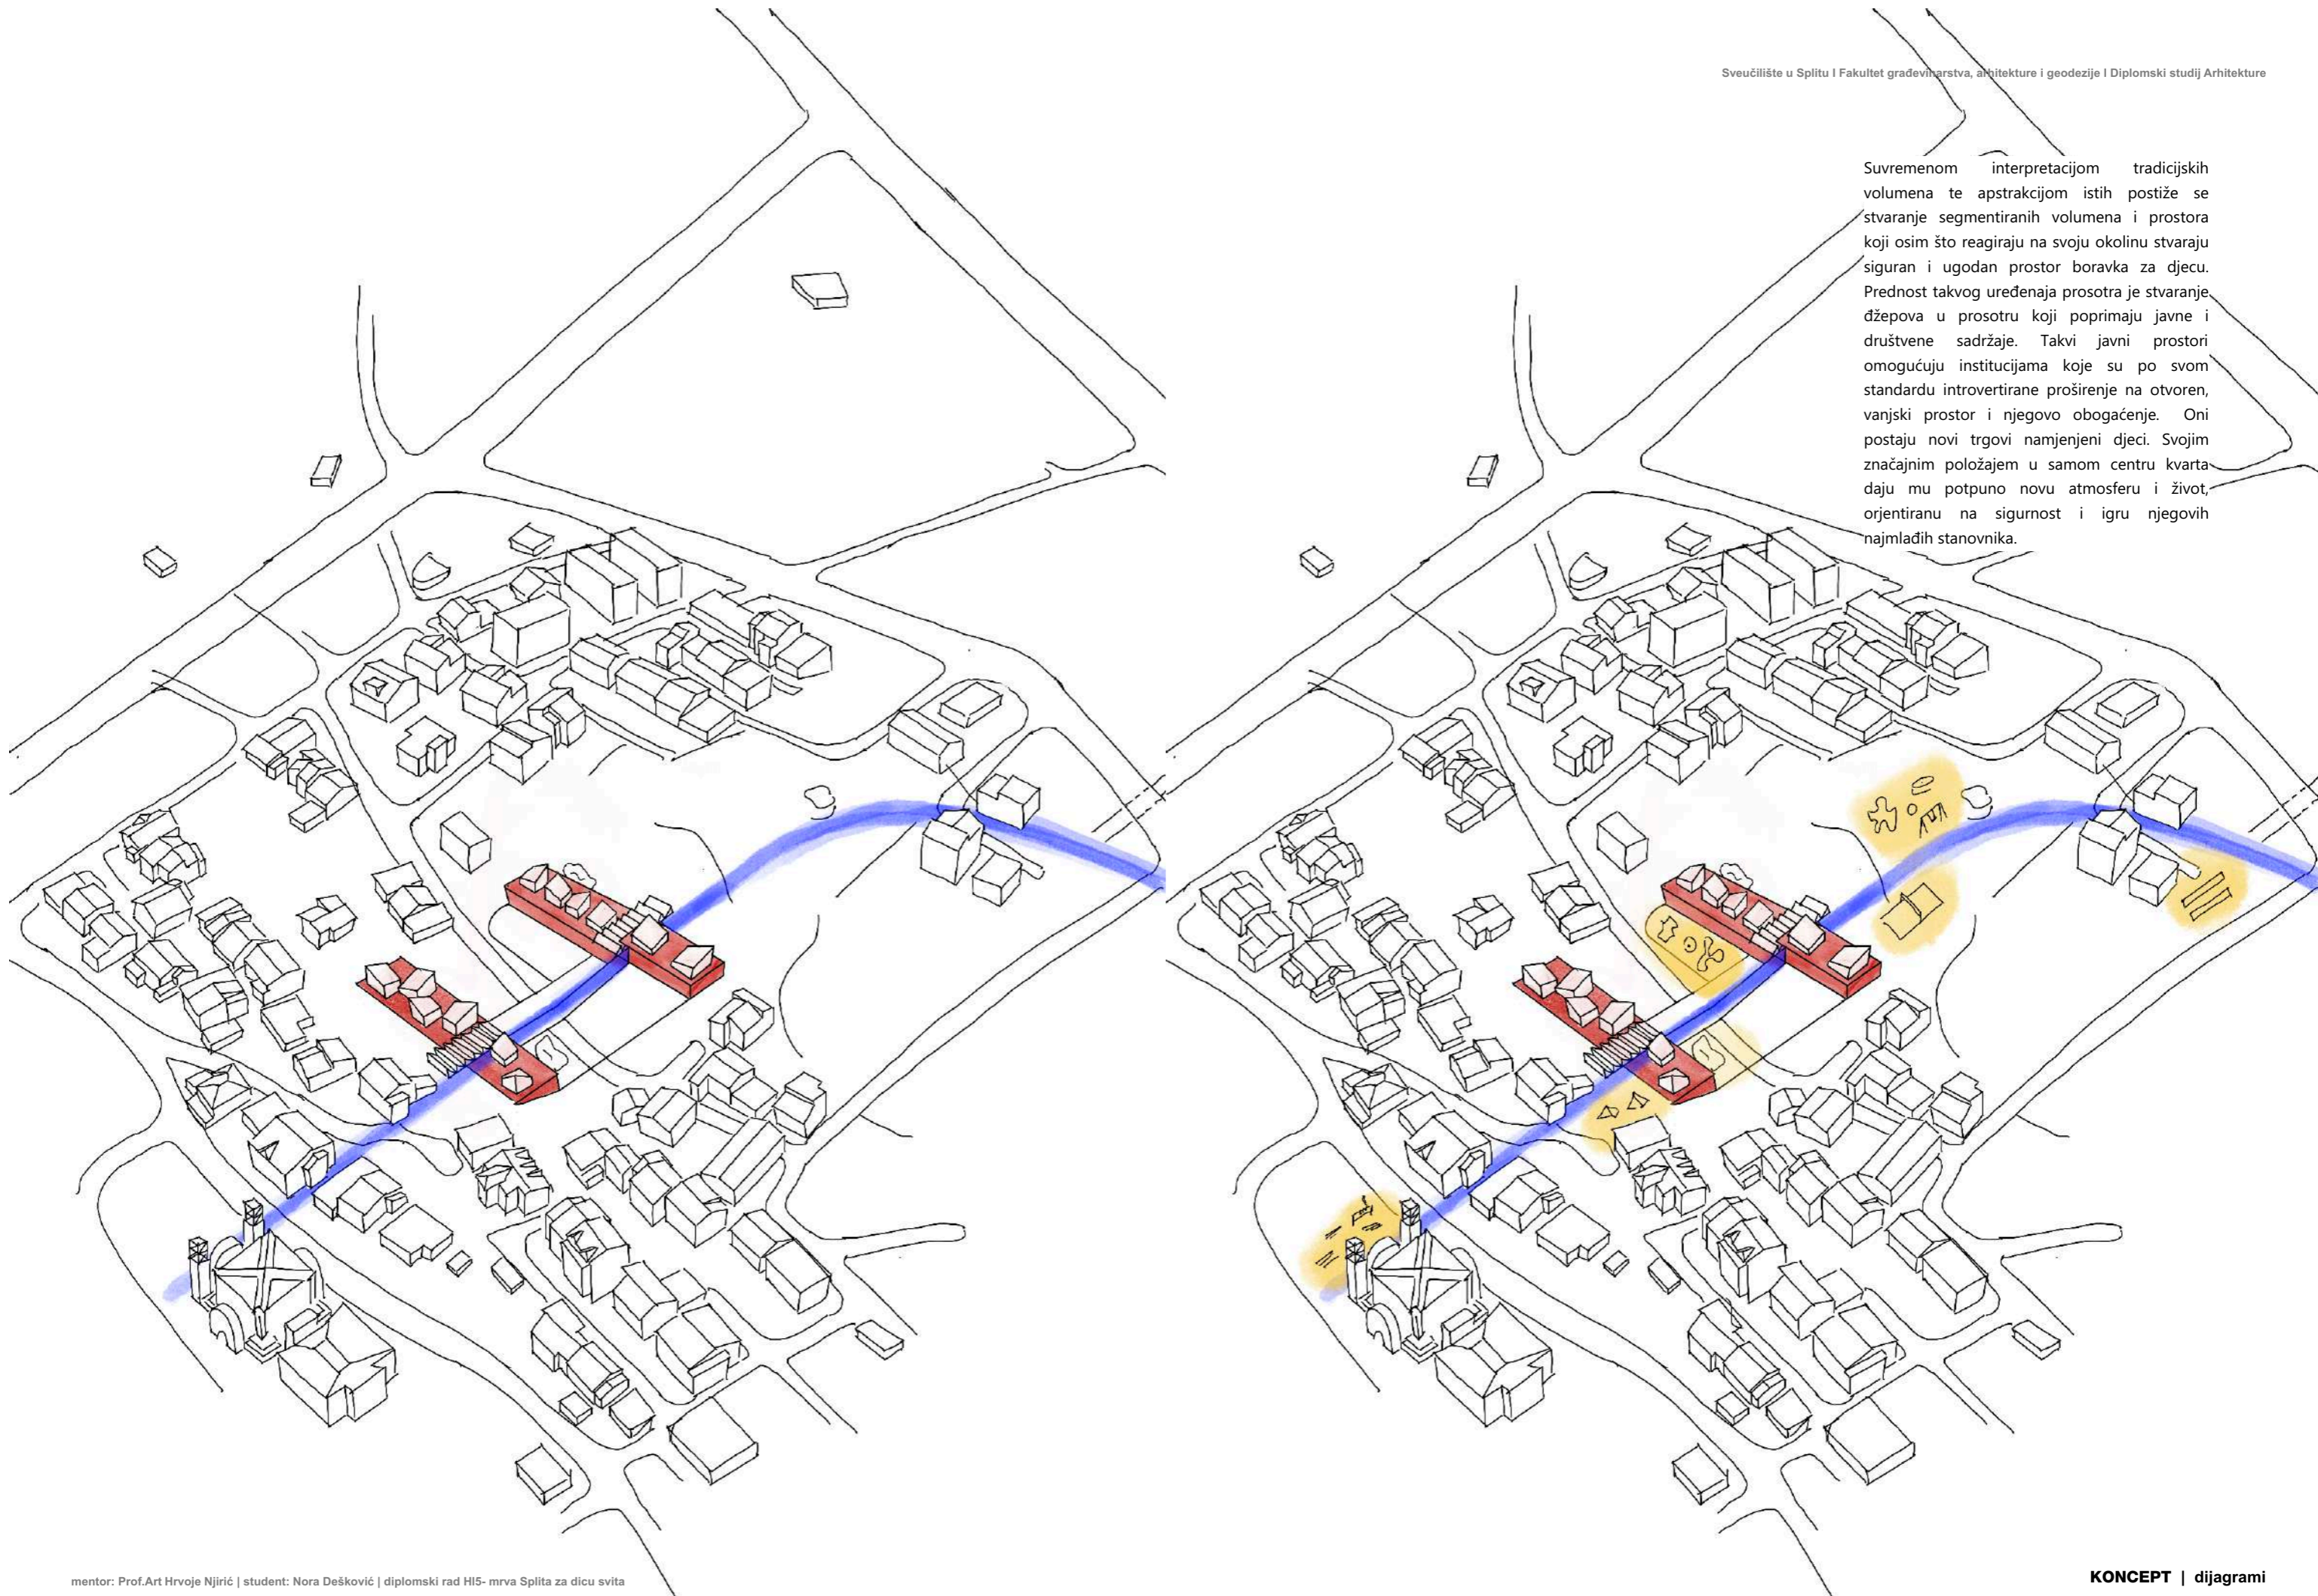 Sveučilište u Splitu I Fakultet građevinarstva, arhitekture i geodezije I Diplomski studij Arhitekture
Suvremenom interpretacijom tradicijskih
volumena te apstrakcijom istih postiže se
stvaranje segmentiranih volumena i prostora
koji osim što reagiraju na svoju okolinu stvaraju
siguran i ugodan prostor boravka za djecu.
Prednost takvog uređenaja prosotra je stvaranje
džepova u prosotru koji poprimaju javne i
društvene sadržaje. Takvi javni prostori
omogućuju institucijama koje su po svom
standardu introvertirane proširenje na otvoren,
vanjski prostor i njegovo obogaćenje. Oni
postaju novi trgovi namjenjeni djeci. Svojim
značajnim položajem u samom centru kvarta
daju mu potpuno novu atmosferu i život,
orjentiranu na sigurnost i igru njegovih
najmlađih stanovnika.
mentor: Prof.Art Hrvoje Njirić | student: Nora Dešković | diplomski rad HI5- mrva Splita za dicu svita
KONCEPT | dijagrami